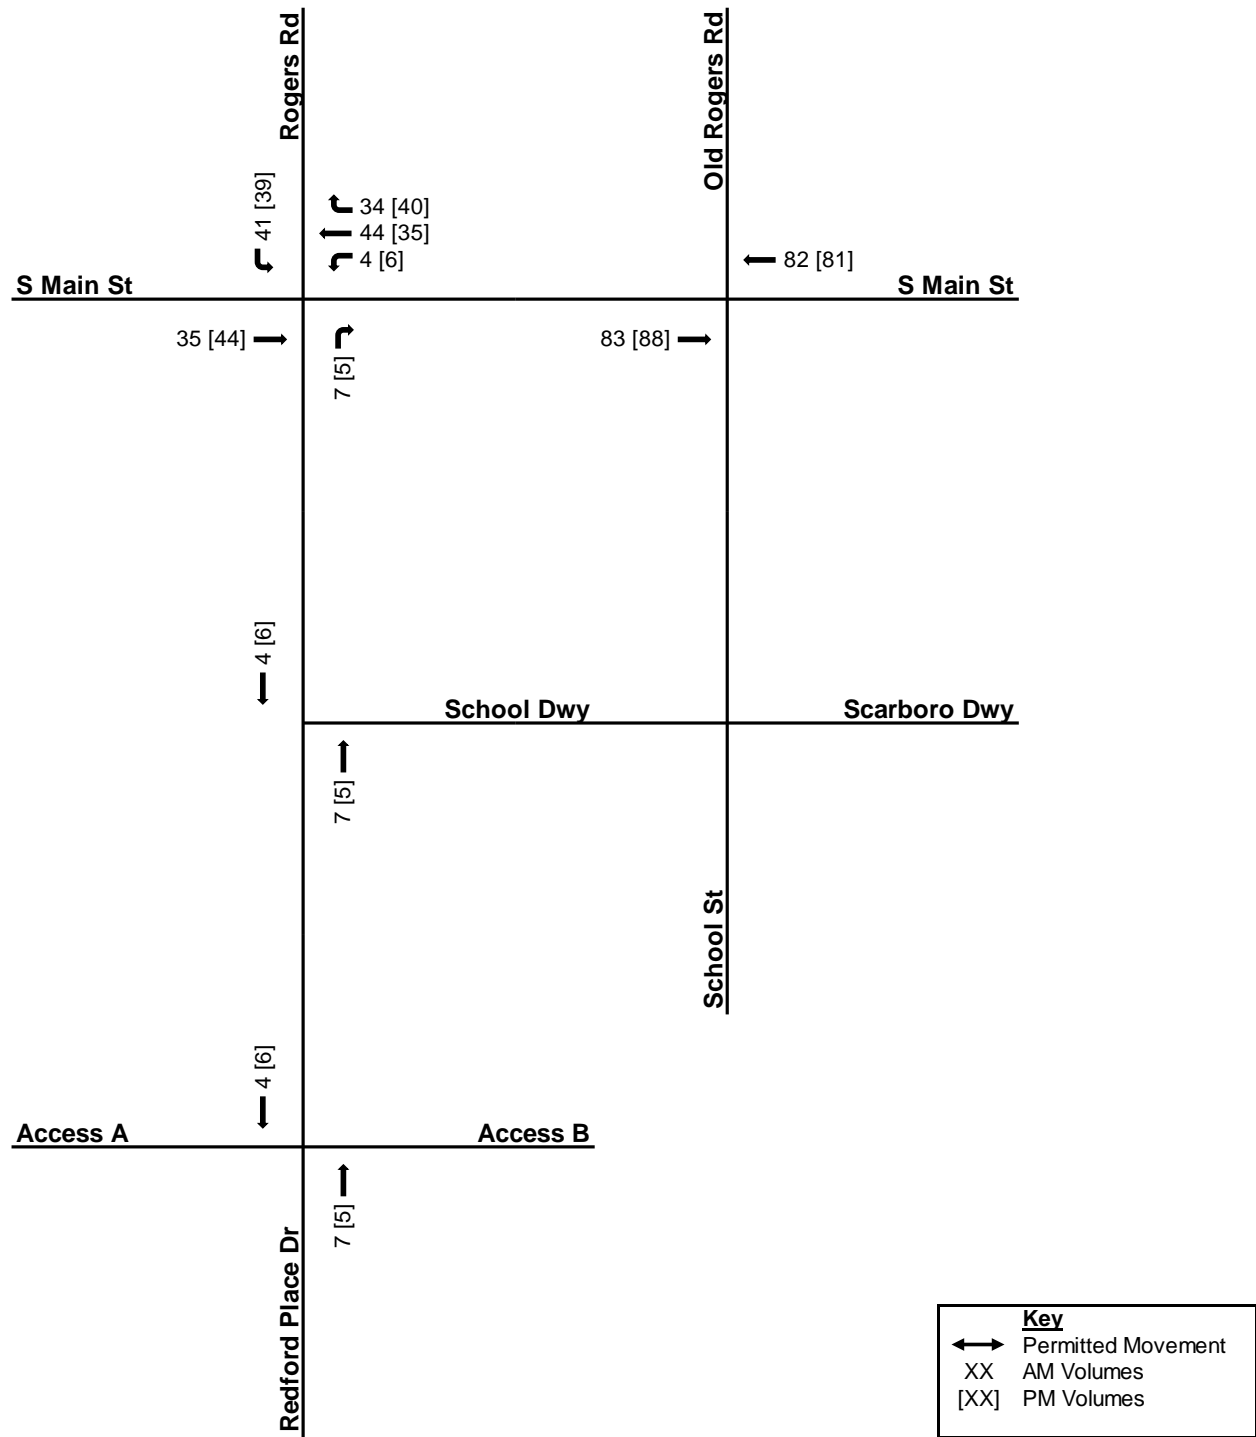 Rogers Rd
Old Rogers Rd
41 [39]
34 [40]
44 [35]
4 [6]
82 [81]
S Main St
S Main St
35 [44]
7 [5]
83 [88]
4 [6]
School Dwy
Scarboro Dwy
7 [5]
School St
4 [6]
Access A
Access B
7 [5]
Redford Place Dr
Key
Permitted Movement
XX AM Volumes
[XX] PM Volumes